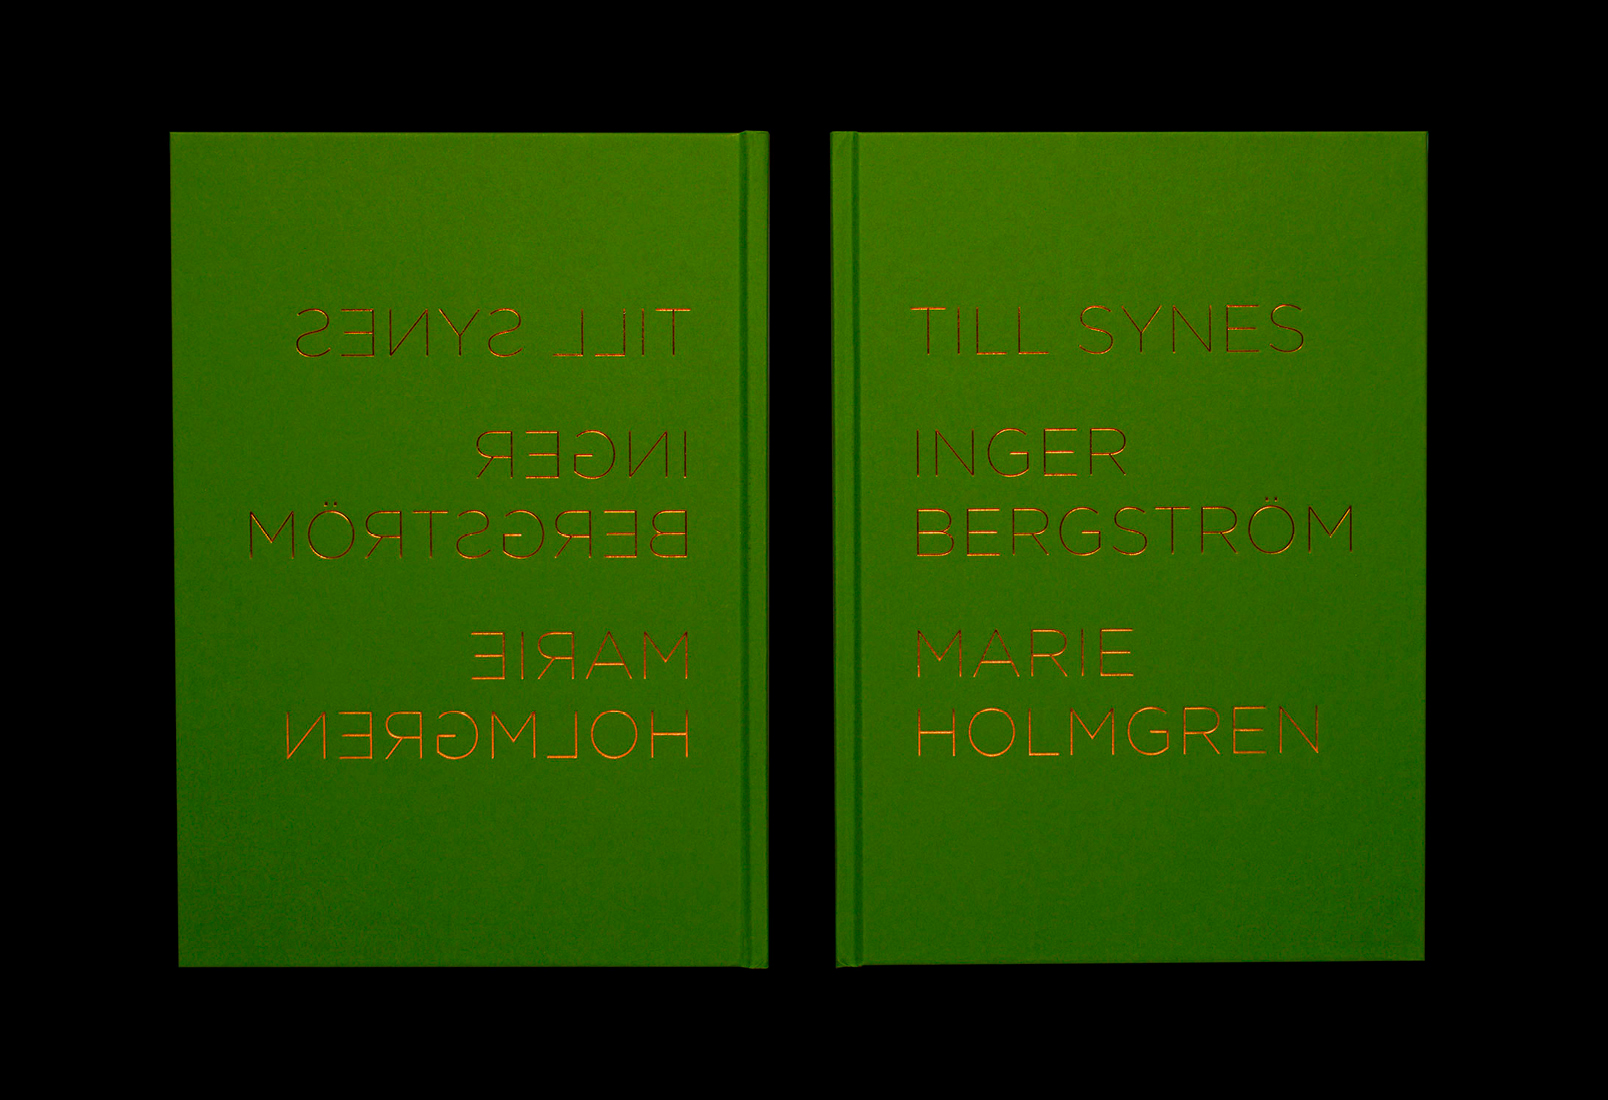 TILL SYNES
INGER
BERGSTRÖM
MARIE
HOLMGREN
TILL SYNES
INGER
BERGSTRÖM
MARIE
HOLMGREN